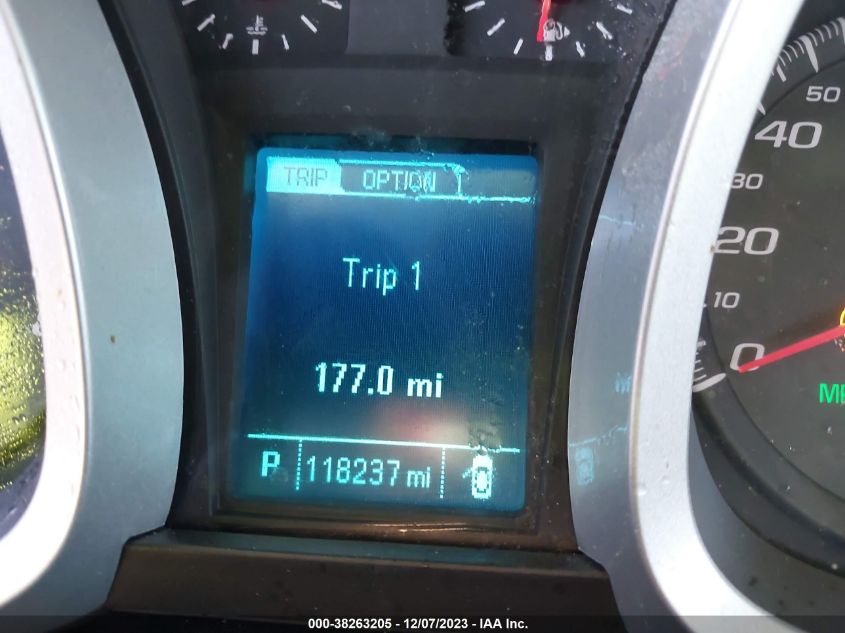 TRIP OPTION
Trip 1
177.0 mi
P 118237 mi
50
40
30
20
10
0
000-38263205 - 12/07/2023 - IAA Inc.